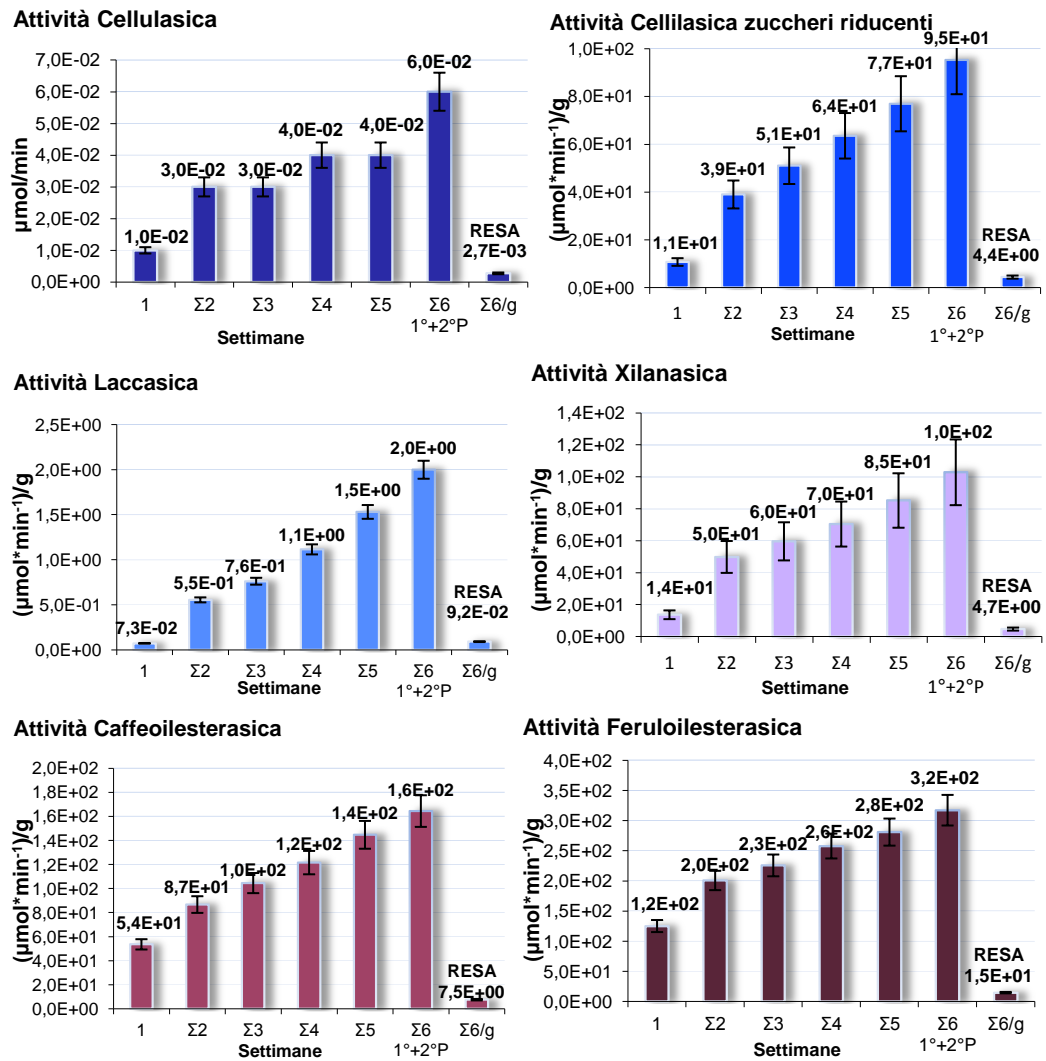 Attività Cellulasica
µmol/min
7,0E-02
6,0E-02
5,0E-02
4,0E-02
3,0E-02
2,0E-02
1,0E-02
0,0E+00
1,0E-02
3,0E-02
3,0E-02
4,0E-02
4,0E-02
6,0E-02
RESA
2,7E-03
1 Σ2 Σ3 Σ4 Σ5 Σ6 Σ6/g
1°+2°P
Settimane
Attività Cellilasica zuccheri riducenti
(µmol*min-1)/g
1,0E+02
8,0E+01
6,0E+01
4,0E+01
2,0E+01
0,0E+00
1,1E+01
3,9E+01
5,1E+01
6,4E+01
7,7E+01
9,5E+01
RESA
4,4E+00
1 Σ2 Σ3 Σ4 Σ5 Σ6 Σ6/g
1°+2°P
Settimane
Attività Laccasica
(µmol*min-1)/g
2,5E+00
2,0E+00
1,5E+00
1,0E+00
5,0E-01
0,0E+00
7,3E-02
5,5E-01
7,6E-01
1,1E+00
1,5E+00
2,0E+00
RESA
9,2E-02
1 Σ2 Σ3 Σ4 Σ5 Σ6 Σ6/g
1°+2°P
Settimane
Attività Xilanasica
(µmol*min-1)/g
1,4E+02
1,2E+02
1,0E+02
8,0E+01
6,0E+01
4,0E+01
2,0E+01
0,0E+00
1,4E+01
5,0E+01
6,0E+01
7,0E+01
8,5E+01
1,0E+02
RESA
4,7E+00
1 Σ2 Σ3 Σ4 Σ5 Σ6 Σ6/g
1°+2°P
Settimane
Attività Caffeoilesterasica
(µmol*min-1)/g
2,0E+02
1,8E+02
1,6E+02
1,4E+02
1,2E+02
1,0E+02
8,0E+01
6,0E+01
4,0E+01
2,0E+01
0,0E+00
5,4E+01
8,7E+01
1,0E+02
1,2E+02
1,4E+02
1,6E+02
RESA
7,5E+00
1 Σ2 Σ3 Σ4 Σ5 Σ6 Σ6/g
1°+2°P
Settimane
Attività Feruloilesterasica
(µmol*min-1)/g
4,0E+02
3,5E+02
3,0E+02
2,5E+02
2,0E+02
1,5E+02
1,0E+02
5,0E+01
0,0E+00
1,2E+02
2,0E+02
2,3E+02
2,6E+02
2,8E+02
3,2E+02
RESA
1,5E+01
1 Σ2 Σ3 Σ4 Σ5 Σ6 Σ6/g
1°+2°P
Settimane